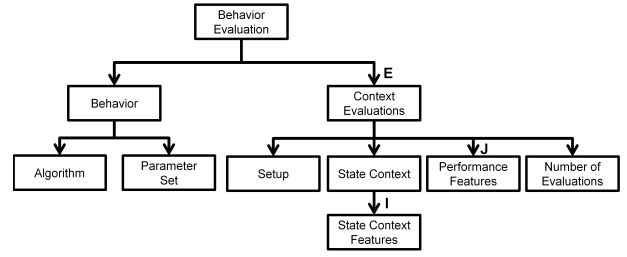 Behavior
Evaluation
E
Behavior
Context
Evaluations
J
Algorithm
Parameter
Set
Setup
State Context
Performance
Features
Number of
Evaluations
I
State Context
Features